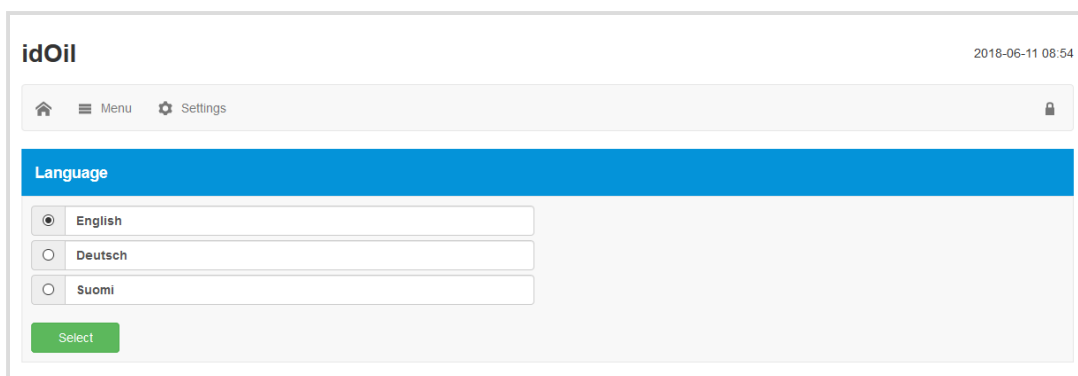 idOil
2018-06-11 08:54
Menu Settings
Language
English
Deutsch
Suomi
Select